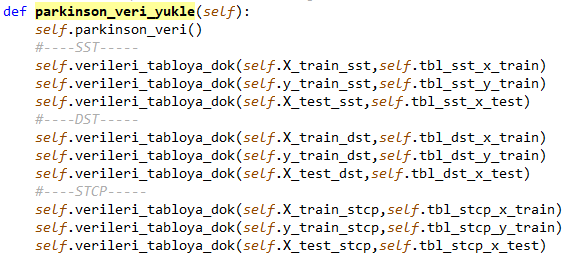 def parkinson_veri_yukle(self):
    self.parkinson_veri()
    #----SST-----
    self.verileri_tabloya_dok(self.X_train_sst,self.tbl_sst_x_train)
    self.verileri_tabloya_dok(self.y_train_sst,self.tbl_sst_y_train)
    self.verileri_tabloya_dok(self.X_test_sst,self.tbl_sst_x_test)
    #----DST-----
    self.verileri_tabloya_dok(self.X_train_dst,self.tbl_dst_x_train)
    self.verileri_tabloya_dok(self.y_train_dst,self.tbl_dst_y_train)
    self.verileri_tabloya_dok(self.X_test_dst,self.tbl_dst_x_test)
    #----STCP-----
    self.verileri_tabloya_dok(self.X_train_stcp,self.tbl_stcp_x_train)
    self.verileri_tabloya_dok(self.y_train_stcp,self.tbl_stcp_y_train)
    self.verileri_tabloya_dok(self.X_test_stcp,self.tbl_stcp_x_test)